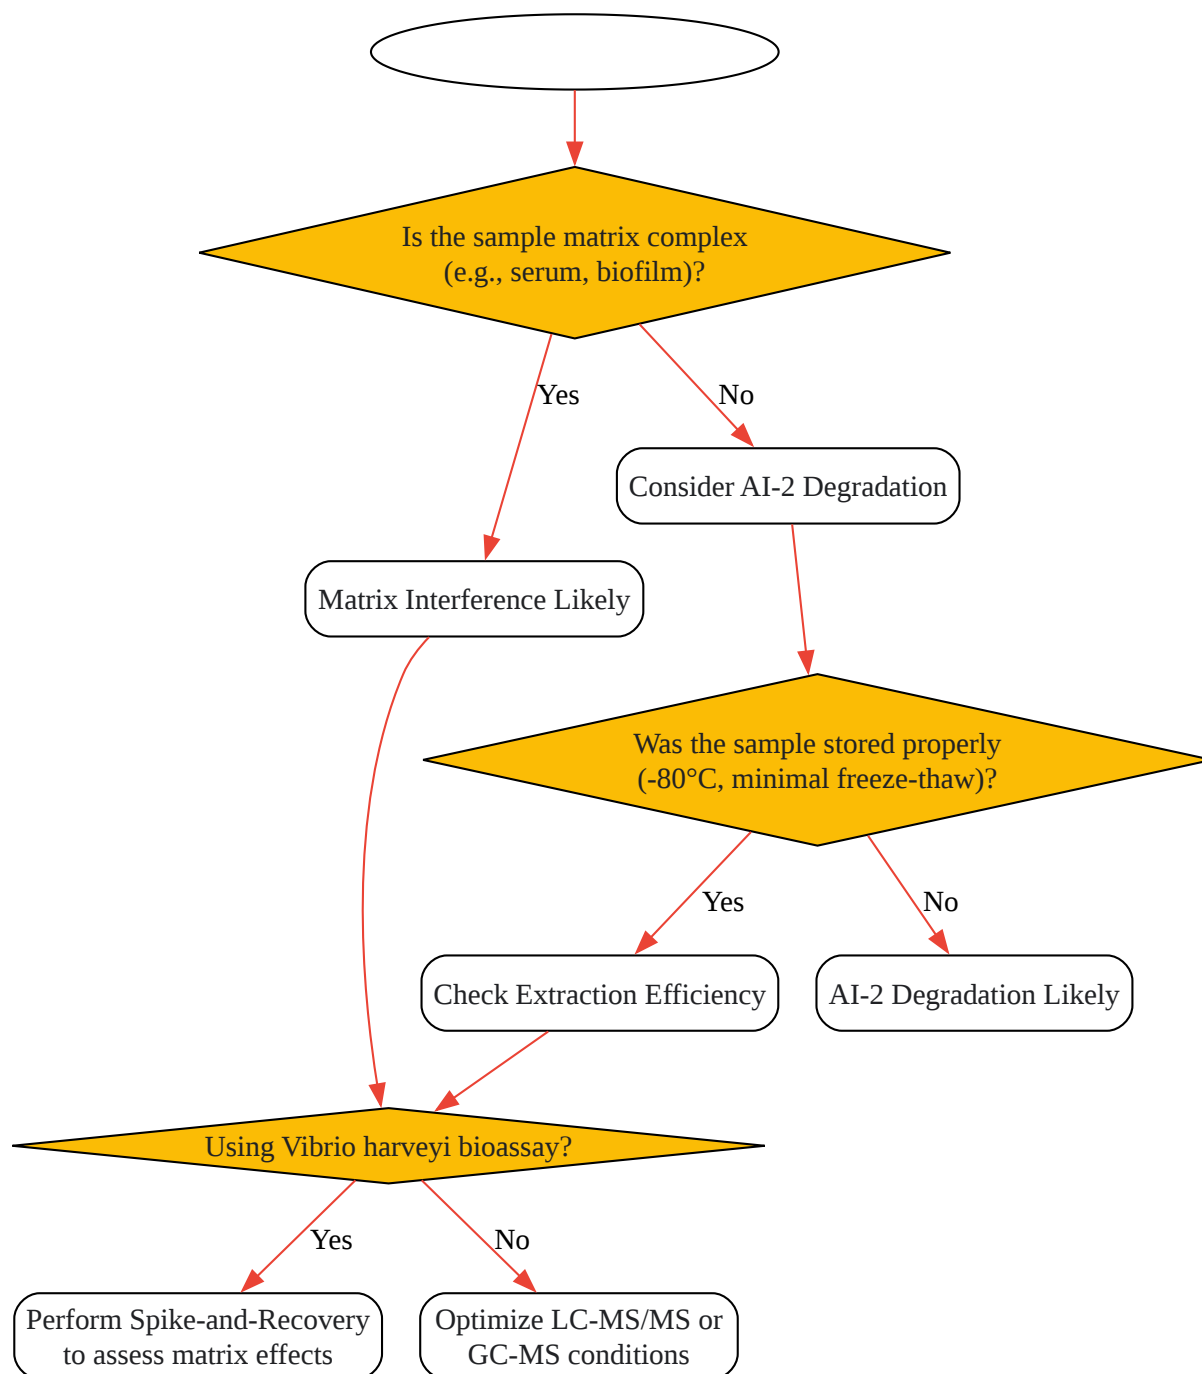 Is the sample matrix complex
(e.g., serum, biofilm)?
Yes
No
Consider AI-2 Degradation
Matrix Interference Likely
Was the sample stored properly
(-80°C, minimal freeze-thaw)?
Yes
No
Check Extraction Efficiency
AI-2 Degradation Likely
Using Vibrio harveyi bioassay?
Yes
No
Perform Spike-and-Recovery
to assess matrix effects
Optimize LC-MS/MS or
GC-MS conditions